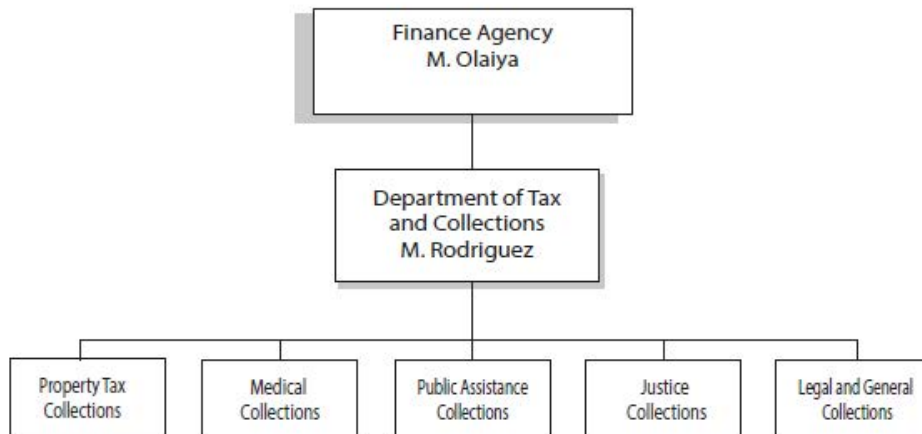 Finance Agency
M. Olaiya
Department of Tax
and Collections
M. Rodriguez
Property Tax
Collections
Medical
Collections
Public Assistance
Collections
Justice
Collections
Legal and General
Collections